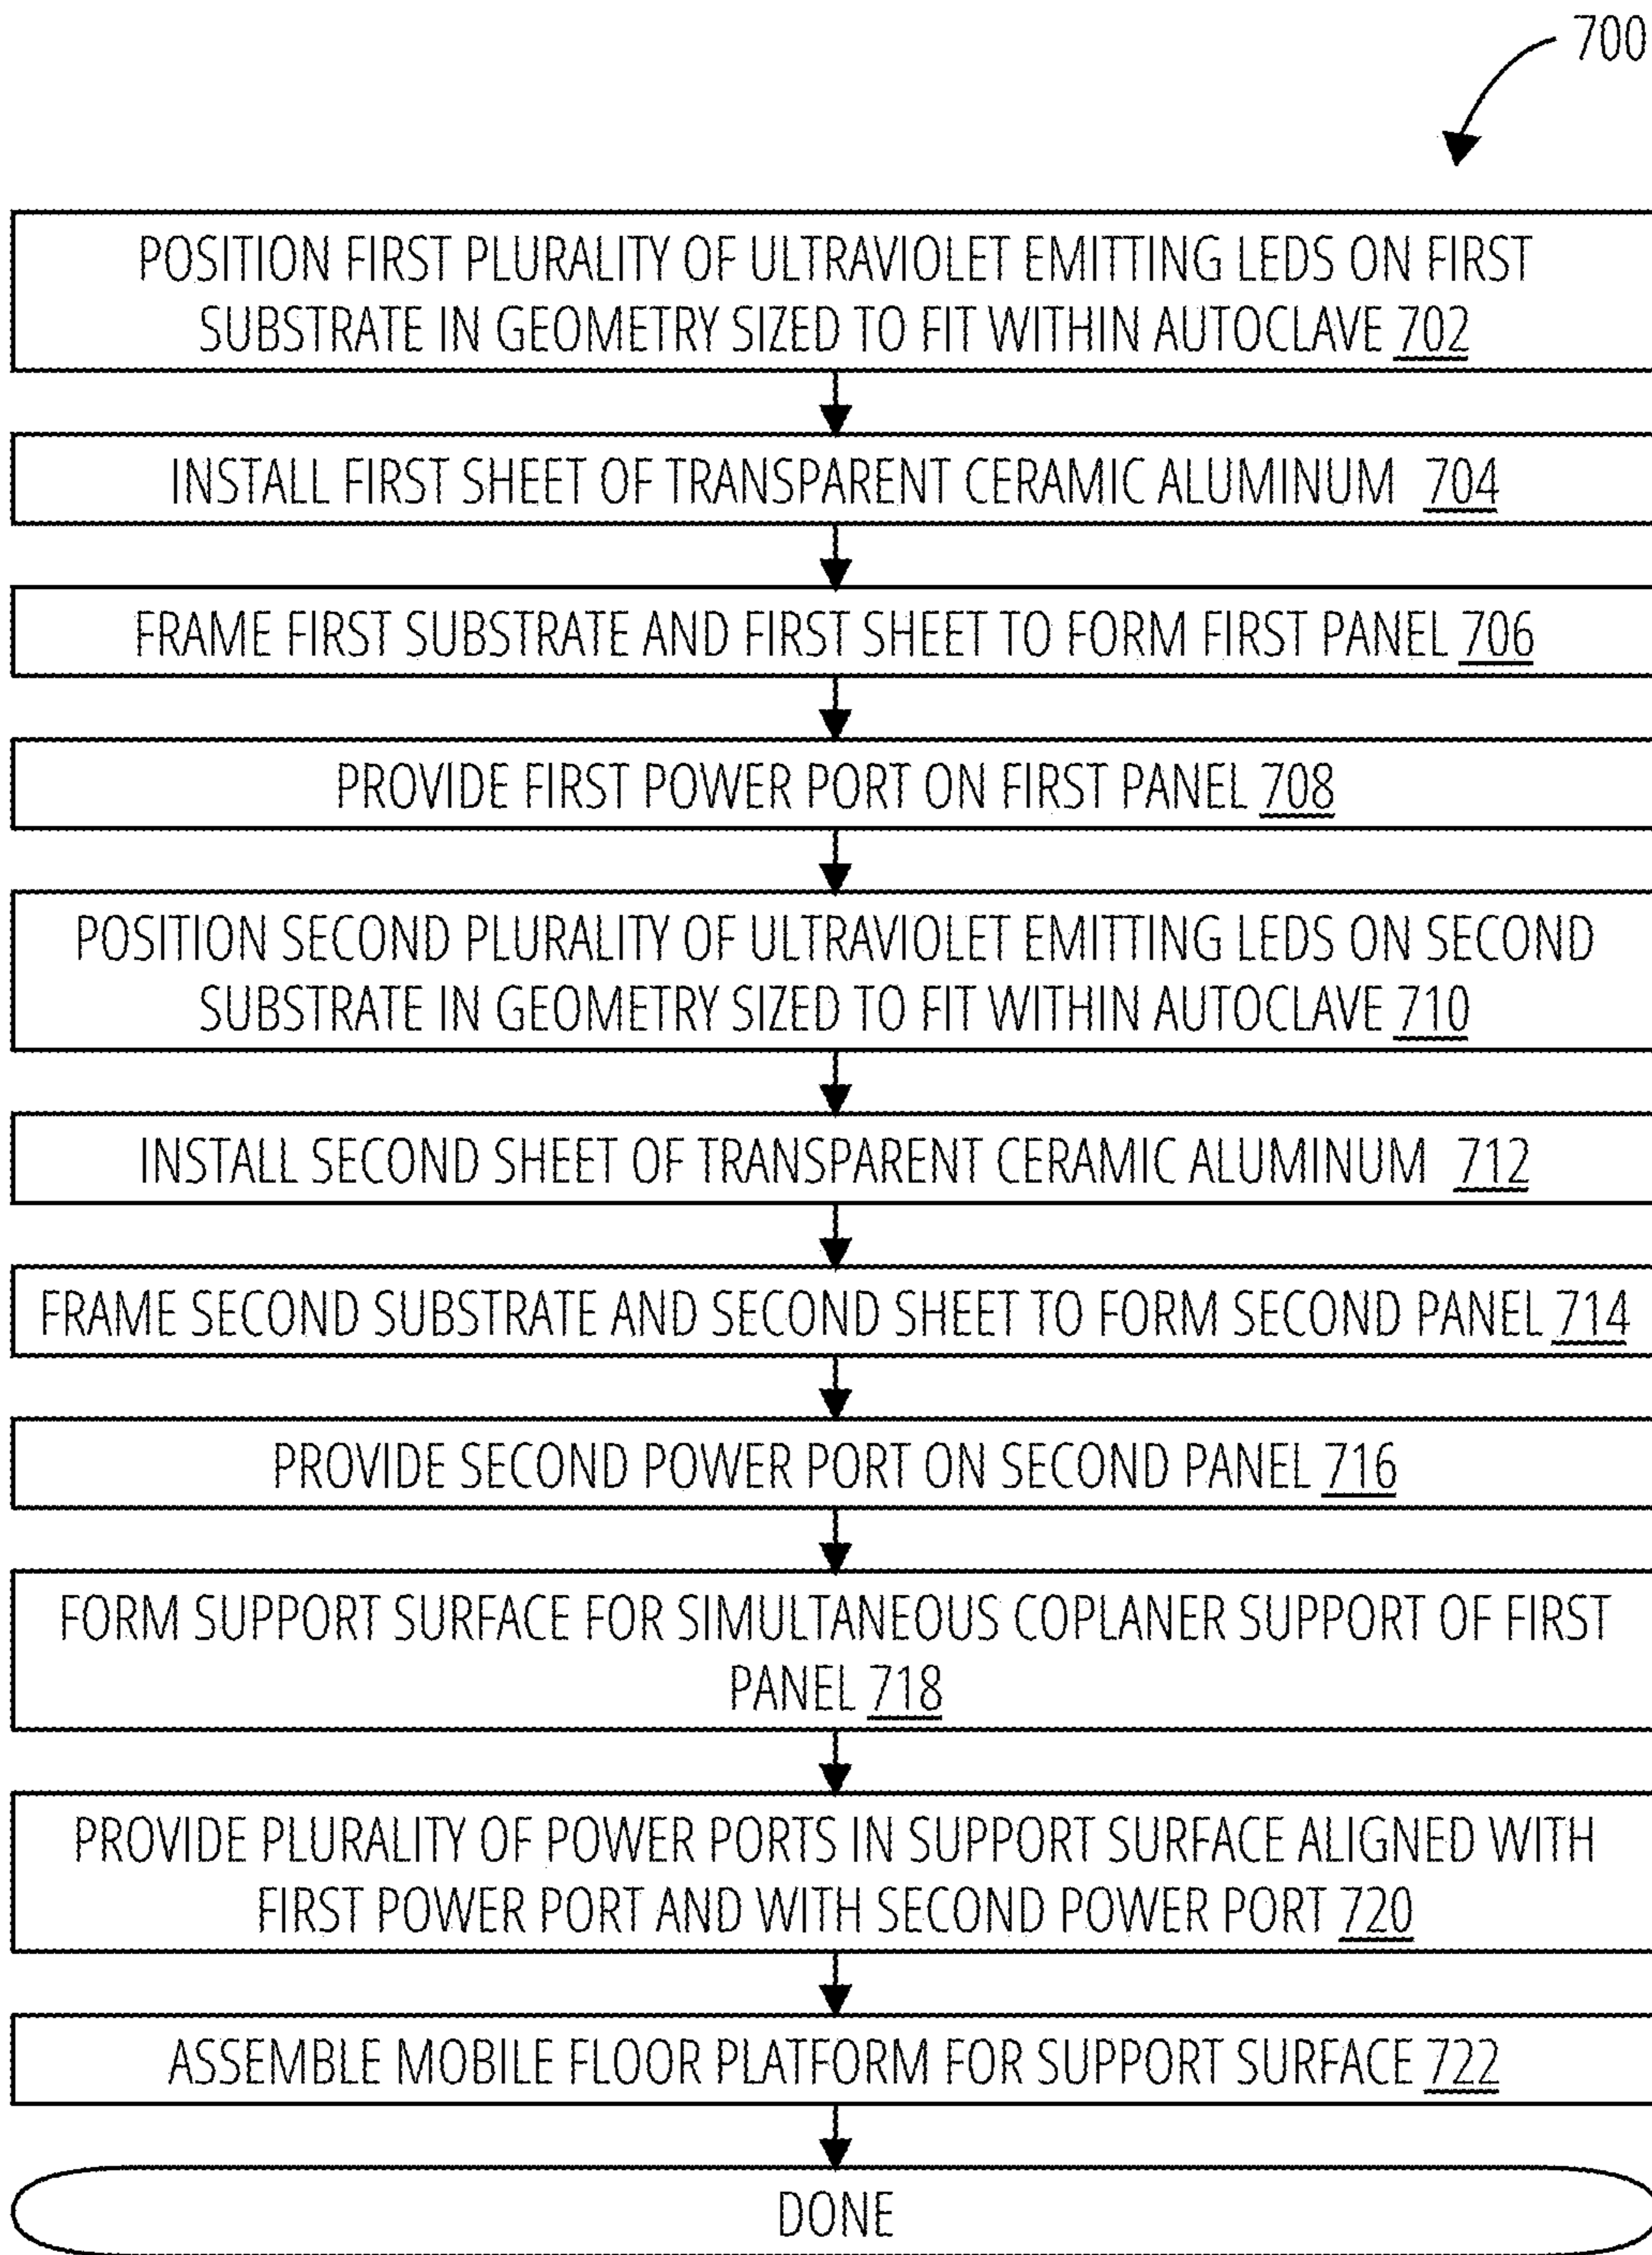 700
POSITION FIRST PLURALITY OF ULTRAVIOLET EMITTING LEDS ON FIRST
SUBSTRATE IN GEOMETRY SIZED TO FIT WITHIN AUTOCLAVE 702
INSTALL FIRST SHEET OF TRANSPARENT CERAMIC ALUMINUM 704
FRAME FIRST SUBSTRATE AND FIRST SHEET TO FORM FIRST PANEL 706
PROVIDE FIRST POWER PORT ON FIRST PANEL 708
POSITION SECOND PLURALITY OF ULTRAVIOLET EMITTING LEDS ON SECOND
SUBSTRATE IN GEOMETRY SIZED TO FIT WITHIN AUTOCLAVE 710
INSTALL SECOND SHEET OF TRANSPARENT CERAMIC ALUMINUM 712
FRAME SECOND SUBSTRATE AND SECOND SHEET TO FORM SECOND PANEL 714
PROVIDE SECOND POWER PORT ON SECOND PANEL 716
FORM SUPPORT SURFACE FOR SIMULTANEOUS COPLANER SUPPORT OF FIRST
PANEL 718
PROVIDE PLURALITY OF POWER PORTS IN SUPPORT SURFACE ALIGNED WITH
FIRST POWER PORT AND WITH SECOND POWER PORT 720
ASSEMBLE MOBILE FLOOR PLATFORM FOR SUPPORT SURFACE 722
DONE